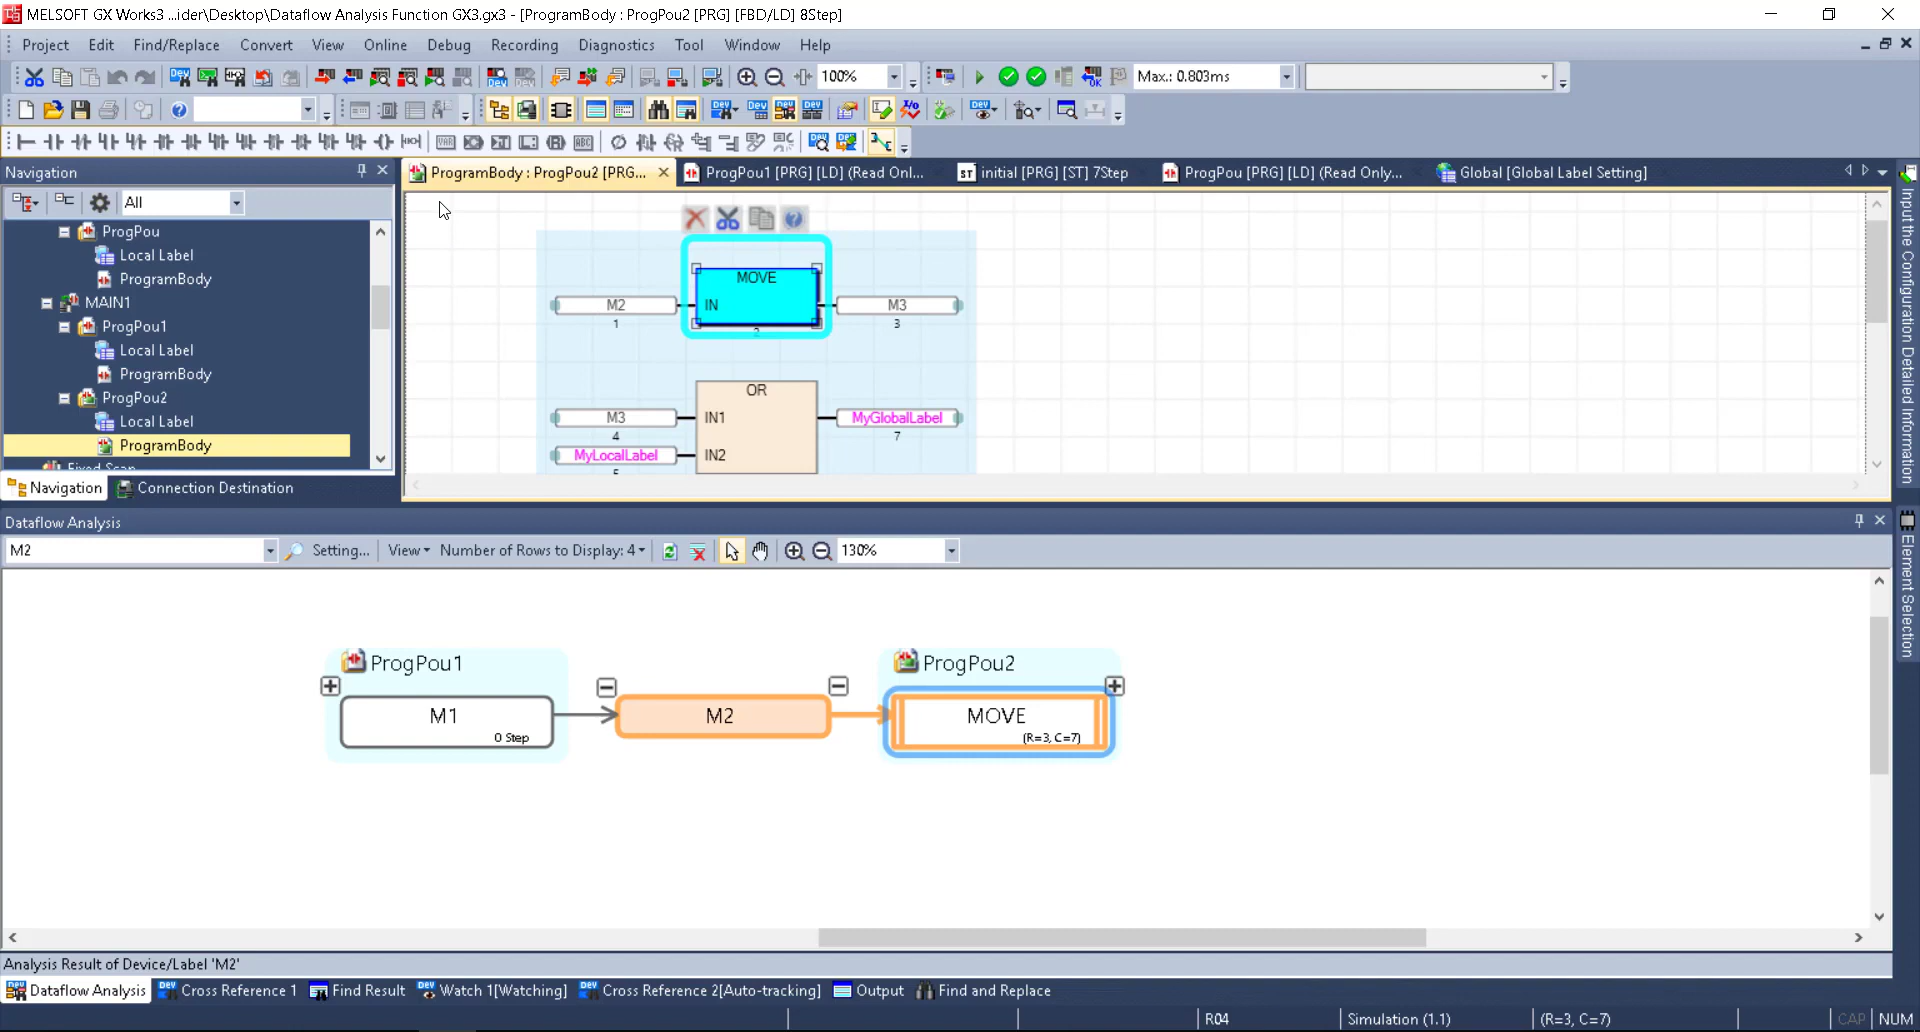 MELSOFT GX Works3 ...ider\Desktop\Dataflow Analysis Function GX3.gx3 - [ProgramBody : ProgPou2 [PRG] [FBD/LD] 8Step]
Project Edit Find/Replace Convert View Online Debug Recording Diagnostics Tool Window Help
100% Max.: 0.803ms
Navigation
ProgramBody : ProgPou2 [PRG... ProgPou1 [PRG] [LD] (Read Onl... initial [PRG] [ST] 7Step ProgPou [PRG] [LD] (Read Only... Global [Global Label Setting]
All
ProgPou
Local Label
ProgramBody
MAIN1
ProgPou1
Local Label
ProgramBody
ProgPou2
Local Label
ProgramBody
Fixed Scan
Navigation Connection Destination
MOVE
M2 IN M3
1 2 3
OR
M3 IN1 MyGlobalLabel
4 7
MyLocalLabel IN2
5
Input the Configuration Detailed Information
Element Selection
Dataflow Analysis
M2 Setting... View Number of Rows to Display: 4 130%
ProgPou1 ProgPou2
M1 M2 MOVE
0 Step (R=3, C=7)
Analysis Result of Device/Label 'M2'
Dataflow Analysis Cross Reference 1 Find Result Watch 1[Watching] Cross Reference 2[Auto-tracking] Output Find and Replace
R04 Simulation (1.1) (R=3, C=7) CAP NUM